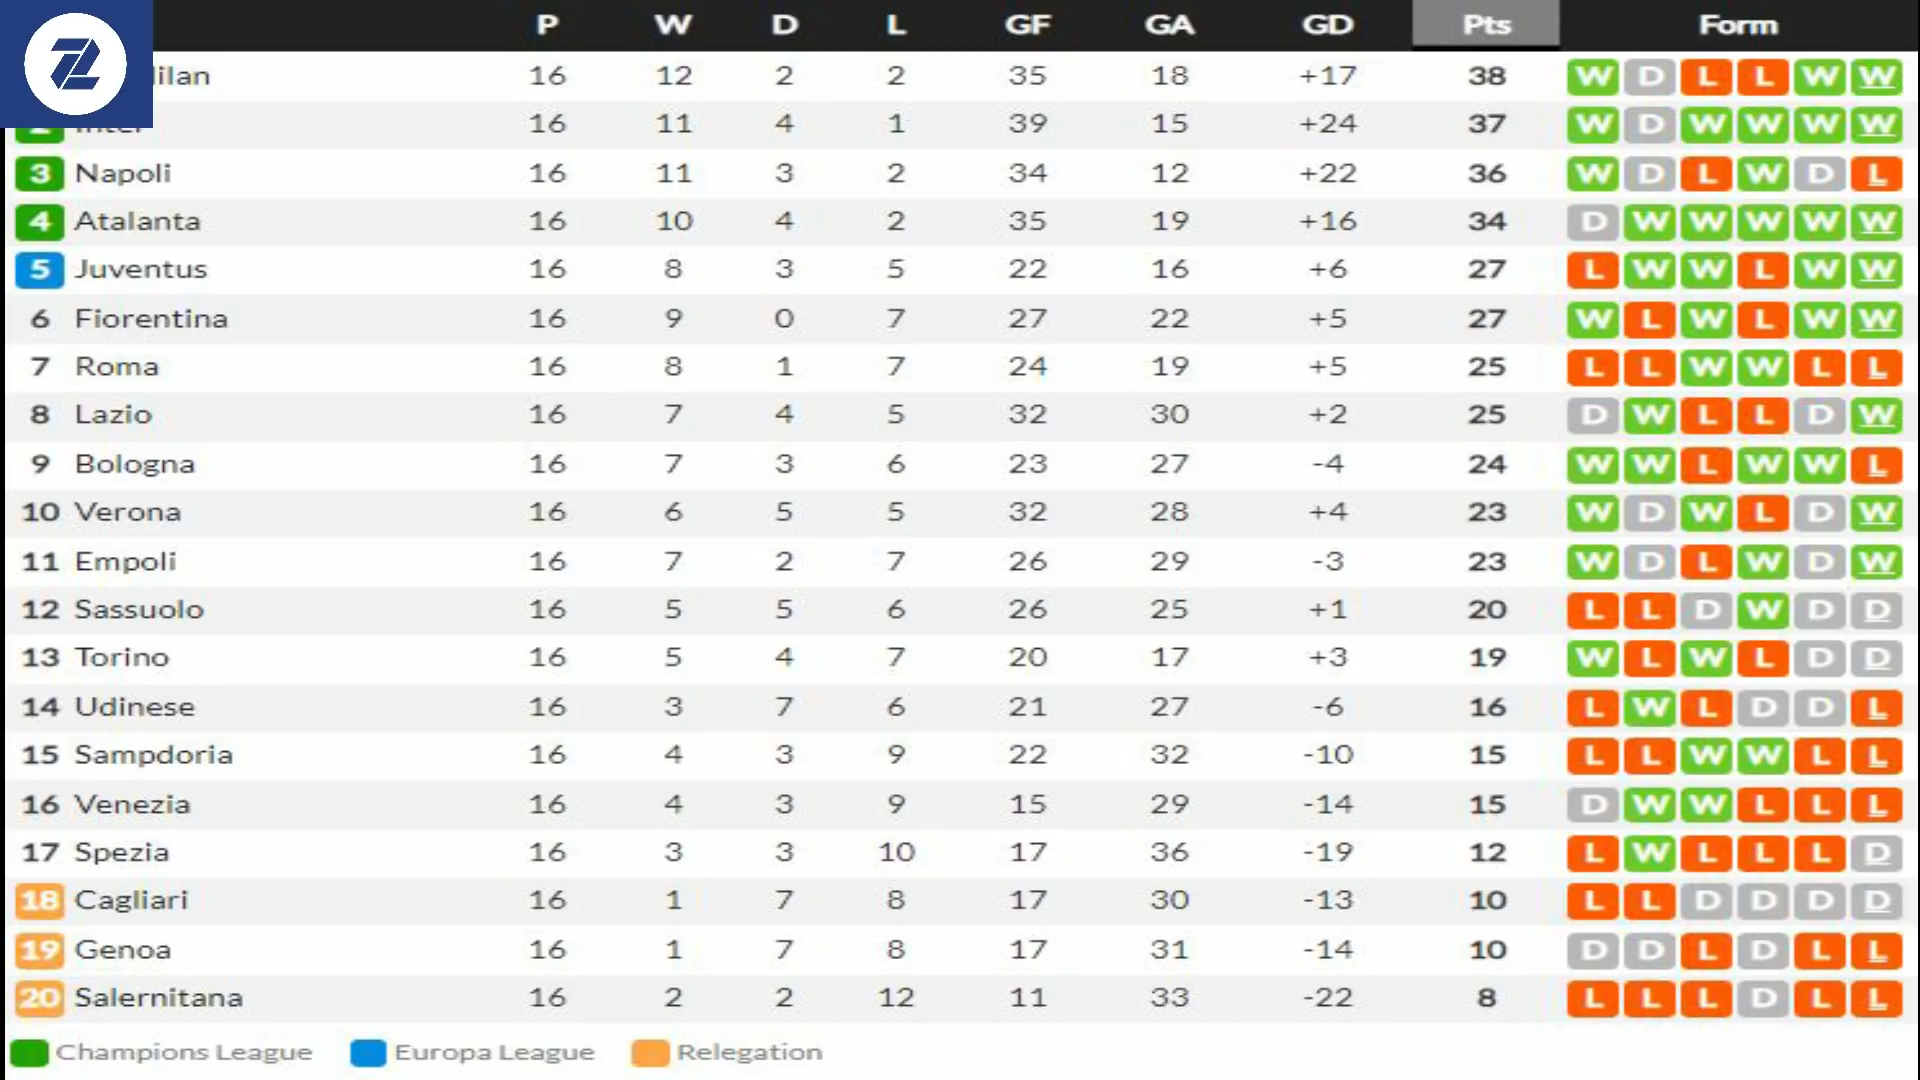 P W D L GF GA GD Pts Form
ilan 16 12 2 2 35 18 +17 38 W D L L W W
16 11 4 1 39 15 +24 37 W D W W W W
3 Napoli 16 11 3 2 34 12 +22 36 W D L W D L
4 Atalanta 16 10 4 2 35 19 +16 34 D W W W W W
5 Juventus 16 8 3 5 22 16 +6 27 L W W L W W
6 Fiorentina 16 9 0 7 27 22 +5 27 W L W L W W
7 Roma 16 8 1 7 24 19 +5 25 L L W W L L
8 Lazio 16 7 4 5 32 30 +2 25 D W L L D W
9 Bologna 16 7 3 6 23 27 -4 24 W W L W W L
10 Verona 16 6 5 5 32 28 +4 23 W D W L D W
11 Empoli 16 7 2 7 26 29 -3 23 W D L W D W
12 Sassuolo 16 5 5 6 26 25 +1 20 L L D W D D
13 Torino 16 5 4 7 20 17 +3 19 W L W L D D
14 Udinese 16 3 7 6 21 27 -6 16 L W L D D L
15 Sampdoria 16 4 3 9 22 32 -10 15 L L W W L L
16 Venezia 16 4 3 9 15 29 -14 15 D W W L L L
17 Spezia 16 3 3 10 17 36 -19 12 L W L L L D
18 Cagliari 16 1 7 8 17 30 -13 10 L L D D D D
19 Genoa 16 1 7 8 17 31 -14 10 D D L D L L
20 Salernitana 16 2 2 12 11 33 -22 8 L L L D L L
Champions League Europa League Relegation